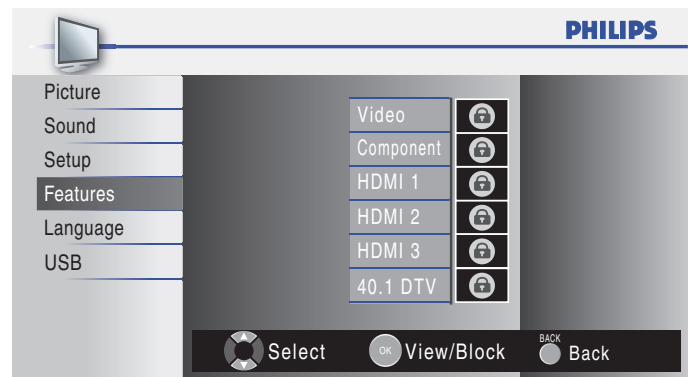 PHILIPS
Picture
Sound
Setup
Features
Language
USB
Video
Component
HDMI 1
HDMI 2
HDMI 3
40.1 DTV
Select
OK View/Block
BACK
Back